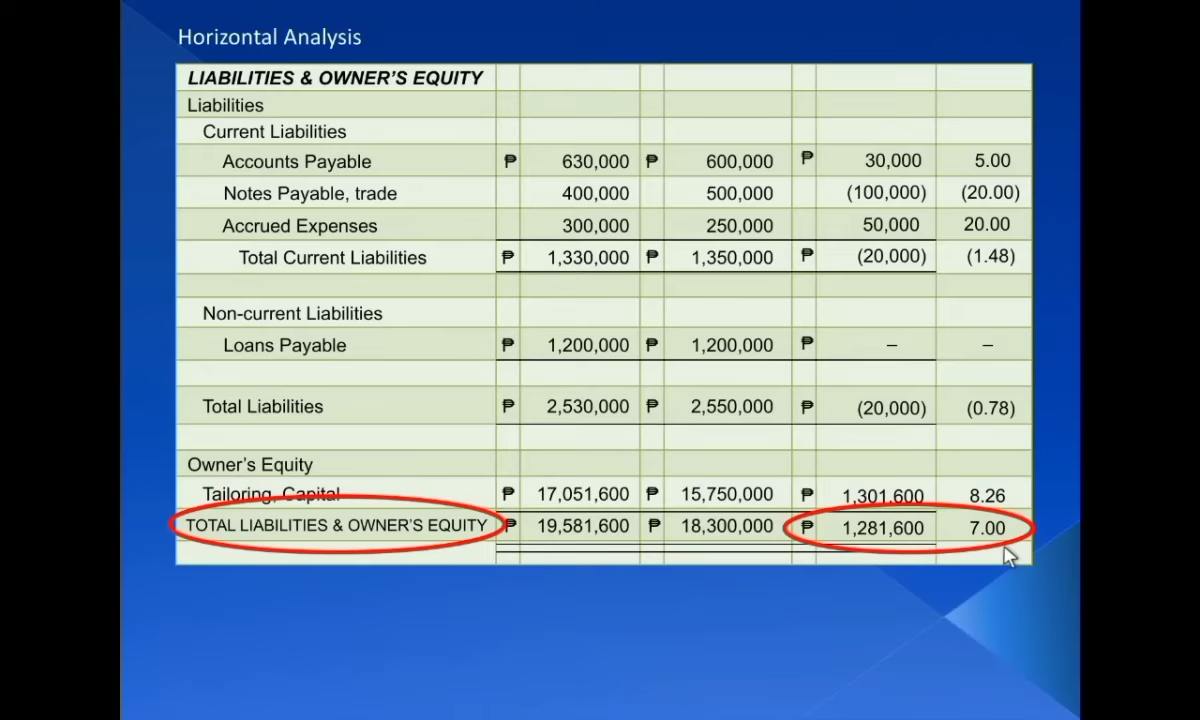 Horizontal Analysis
LIABILITIES & OWNER'S EQUITY
Liabilities
Current Liabilities
Accounts Payable ₱ 630,000 ₱ 600,000 ₱ 30,000 5.00
Notes Payable, trade 400,000 500,000 (100,000) (20.00)
Accrued Expenses 300,000 250,000 50,000 20.00
Total Current Liabilities ₱ 1,330,000 ₱ 1,350,000 ₱ (20,000) (1.48)
Non-current Liabilities
Loans Payable ₱ 1,200,000 ₱ 1,200,000 ₱ – –
Total Liabilities ₱ 2,530,000 ₱ 2,550,000 ₱ (20,000) (0.78)
Owner's Equity
Tailoring, Capital ₱ 17,051,600 ₱ 15,750,000 ₱ 1,301,600 8.26
TOTAL LIABILITIES & OWNER'S EQUITY ₱ 19,581,600 ₱ 18,300,000 ₱ 1,281,600 7.00